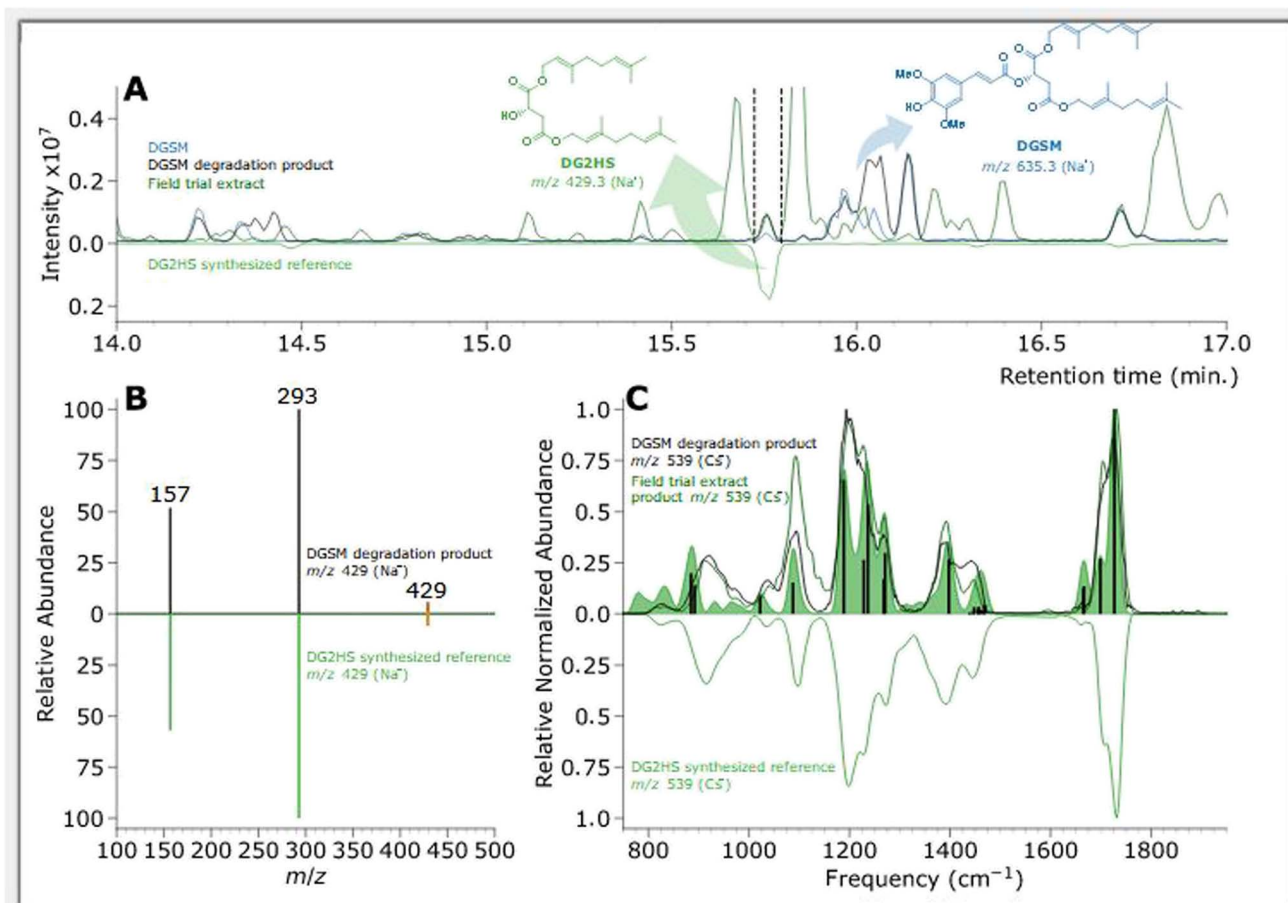 A
Intensity x10⁷
0.4
0.2
0.0
0.2
DGSM
DGSM degradation product
Field trial extract
DG2HS synthesized reference
O
O
HO
O
O
DG2HS
m/z 429.3 (Na⁺)
MeO
HO
OMe
O
O
O
O
O
O
DGSM
m/z 635.3 (Na⁺)
14.0 14.5 15.0 15.5 16.0 16.5 17.0
Retention time (min.)
B
Relative Abundance
100
75
50
25
0
25
50
75
100
157
293
429
DGSM degradation product
m/z 429 (Na⁺)
DG2HS synthesized reference
m/z 429 (Na⁺)
100 150 200 250 300 350 400 450 500
m/z
C
Relative Normalized Abundance
1.0
0.75
0.5
0.25
0.0
0.25
0.5
0.75
1.0
DGSM degradation product
m/z 539 (Cs⁺)
Field trial extract
product m/z 539 (Cs⁺)
DG2HS synthesized reference
m/z 539 (Cs⁺)
800 1000 1200 1400 1600 1800
Frequency (cm⁻¹)